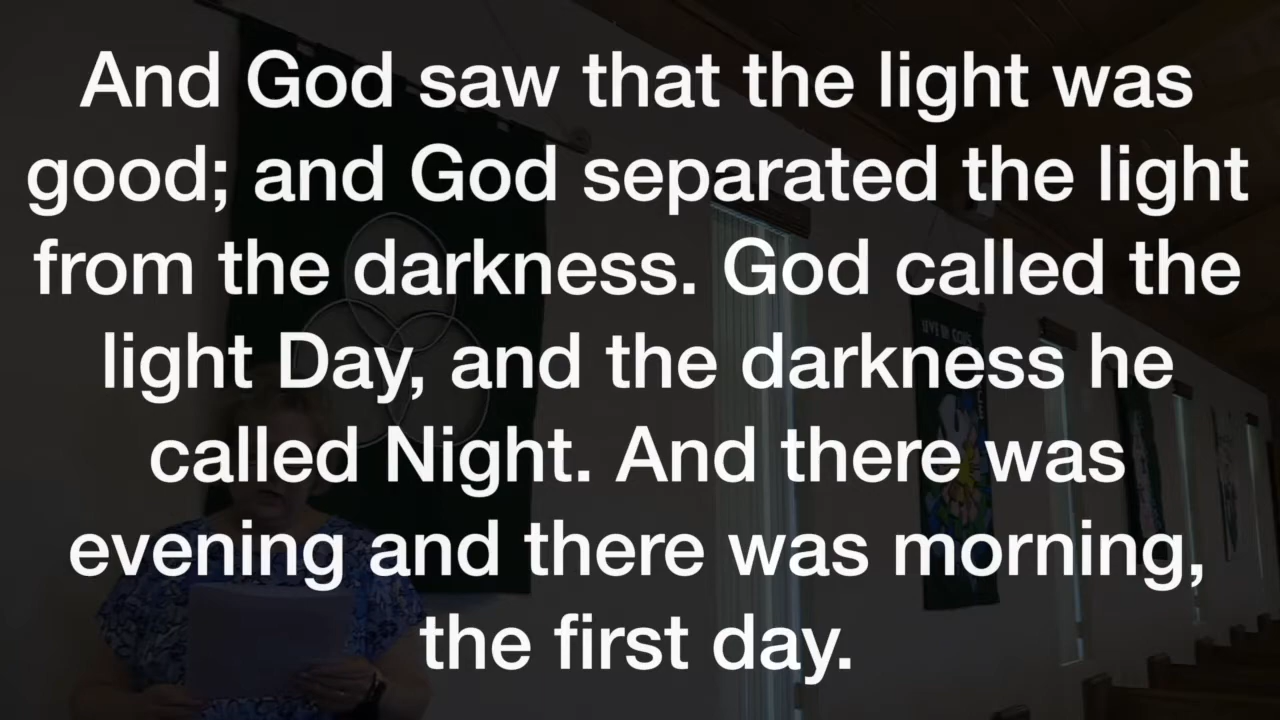 And God saw that the light was
good; and God separated the light
from the darkness. God called the
light Day, and the darkness he
called Night. And there was
evening and there was morning,
the first day.